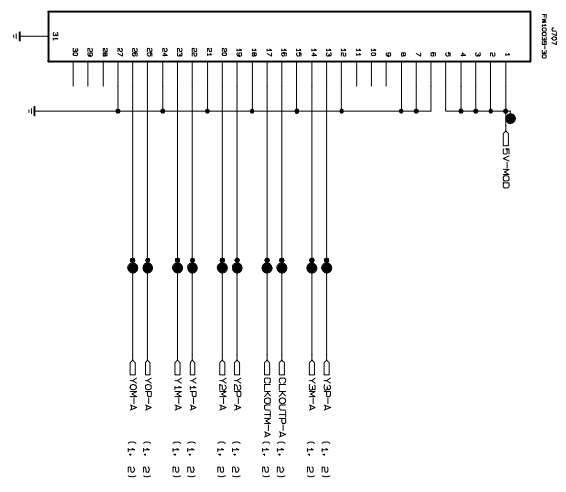 J707
31
30
29
28
27
26
25
24
23
22
21
20
19
18
17
16
15
14
13
12
11
10
9
8
7
6
5
4
3
2
1
5V-MOD
Y0M-A (1, 2)
Y0P-A (1, 2)
Y1M-A (1, 2)
Y1P-A (1, 2)
Y2M-A (1, 2)
Y2P-A (1, 2)
CLKOUTM-A (1, 2)
CLKOUTP-A (1, 2)
Y3M-A (1, 2)
Y3P-A (1, 2)